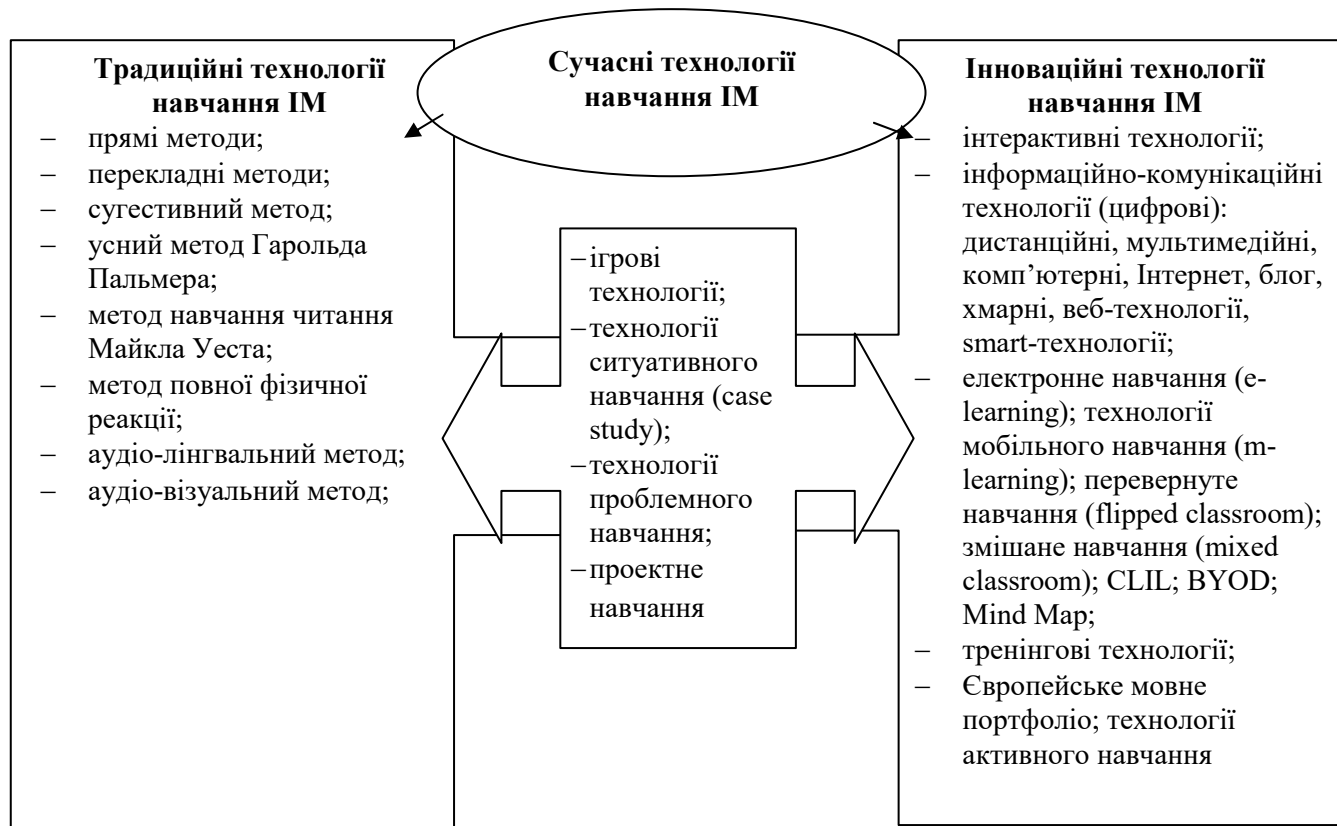 Сучасні технології
навчання ІМ
Традиційні технології
навчання ІМ
– прямі методи;
– перекладні методи;
– сугестивний метод;
– усний метод Гарольда
Пальмера;
– метод навчання читання
Майкла Уеста;
– метод повної фізичної
реакції;
– аудіо-лінгвальний метод;
– аудіо-візуальний метод;
– ігрові
технології;
– технології
ситуативного
навчання (case
study);
– технології
проблемного
навчання;
– проектне
навчання
Інноваційні технології
навчання ІМ
– інтерактивні технології;
– інформаційно-комунікаційні
технології (цифрові):
дистанційні, мультимедійні,
комп’ютерні, Інтернет, блог,
хмарні, веб-технології,
smart-технології;
– електронне навчання (e-
learning); технології
мобільного навчання (m-
learning); перевернуте
навчання (flipped classroom);
змішане навчання (mixed
classroom); CLIL; BYOD;
Mind Map;
– тренінгові технології;
– Європейське мовне
портфоліо; технології
активного навчання